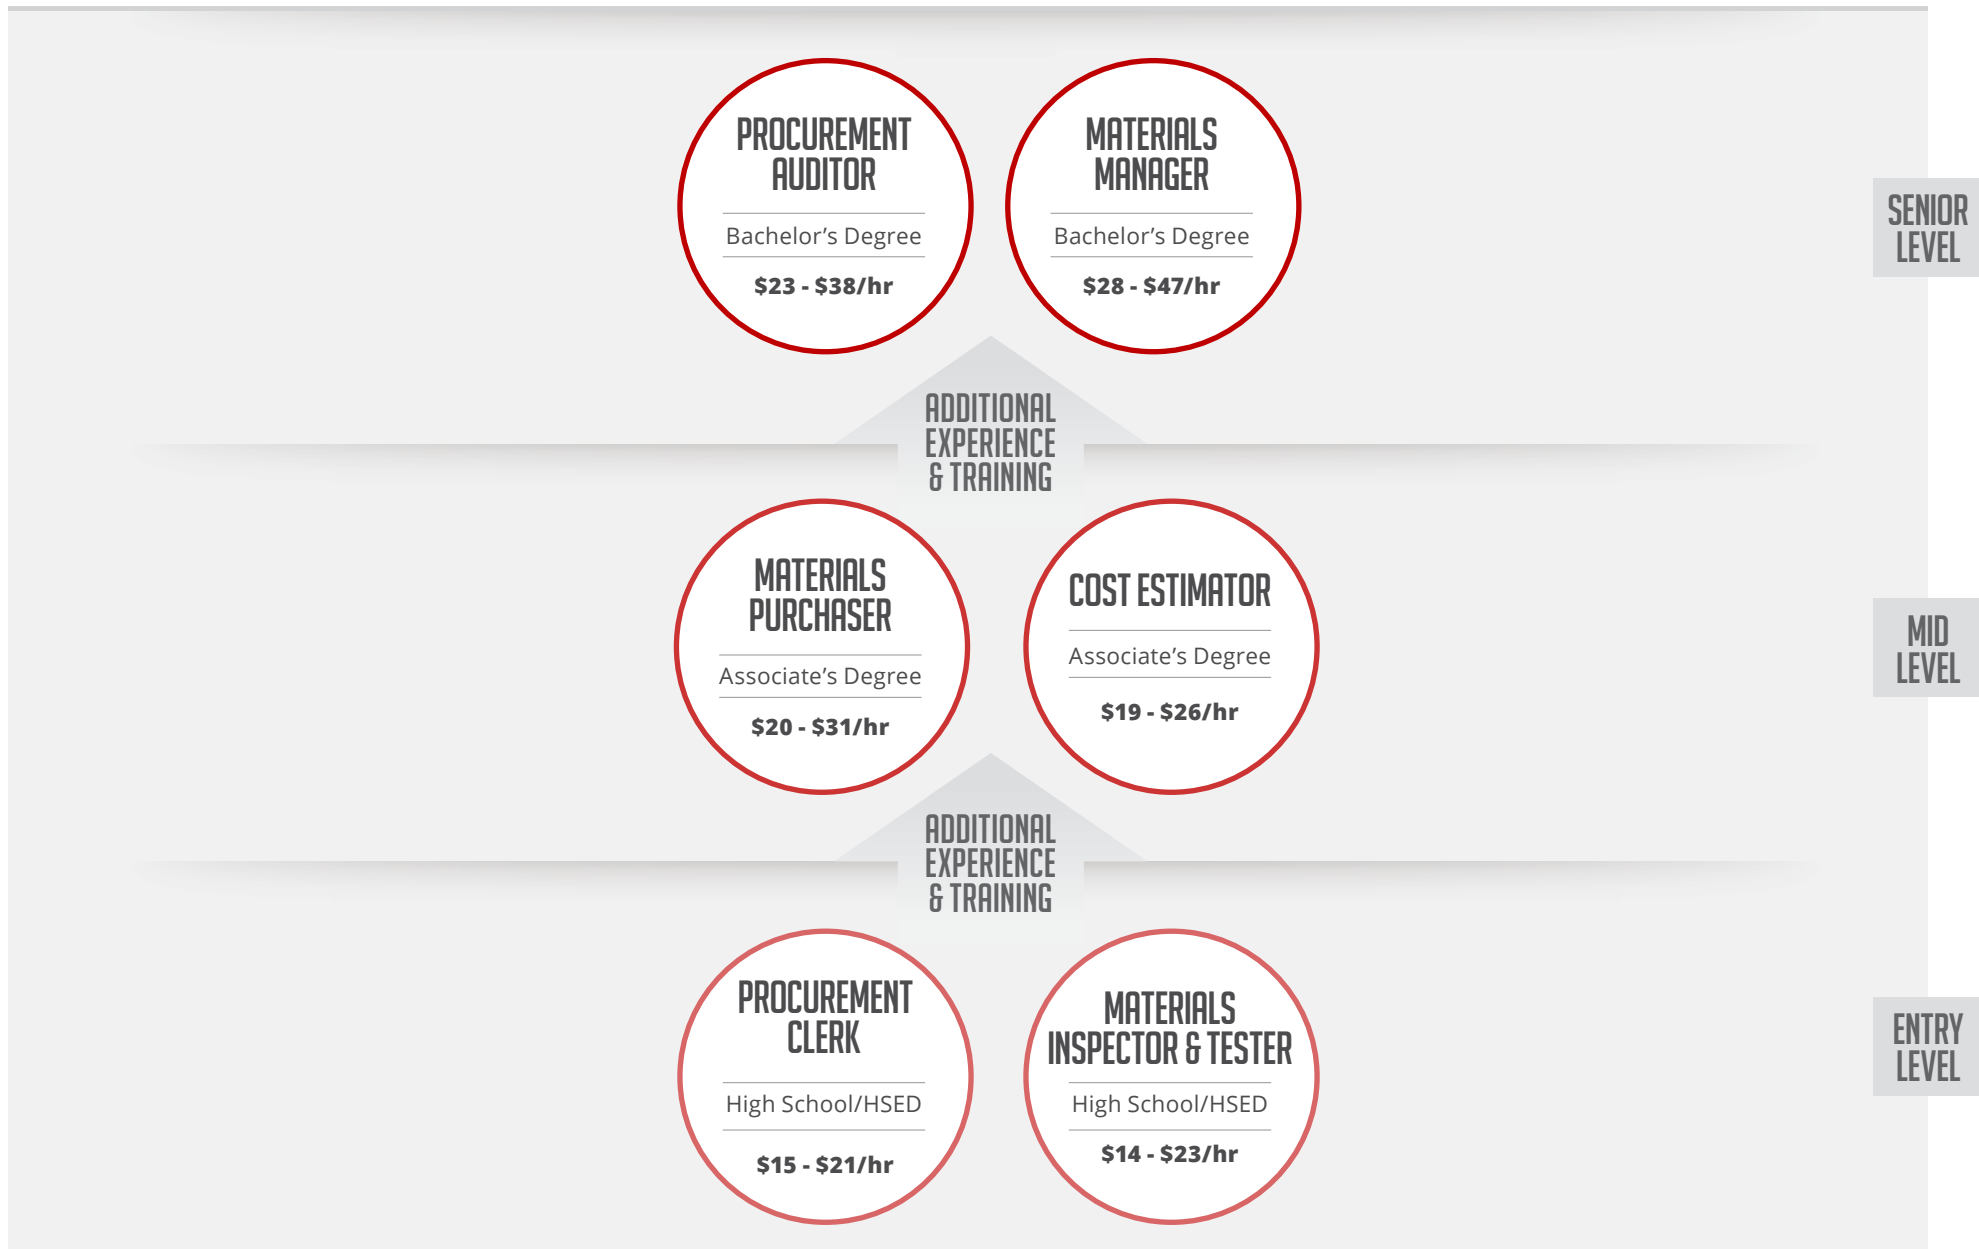 PROCUREMENT
AUDITOR
Bachelor’s Degree
$23 - $38/hr
MATERIALS
MANAGER
Bachelor’s Degree
$28 - $47/hr
SENIOR
LEVEL
ADDITIONAL
EXPERIENCE
& TRAINING
MATERIALS
PURCHASER
Associate’s Degree
$20 - $31/hr
COST ESTIMATOR
Associate’s Degree
$19 - $26/hr
MID
LEVEL
ADDITIONAL
EXPERIENCE
& TRAINING
PROCUREMENT
CLERK
High School/HSED
$15 - $21/hr
MATERIALS
INSPECTOR & TESTER
High School/HSED
$14 - $23/hr
ENTRY
LEVEL